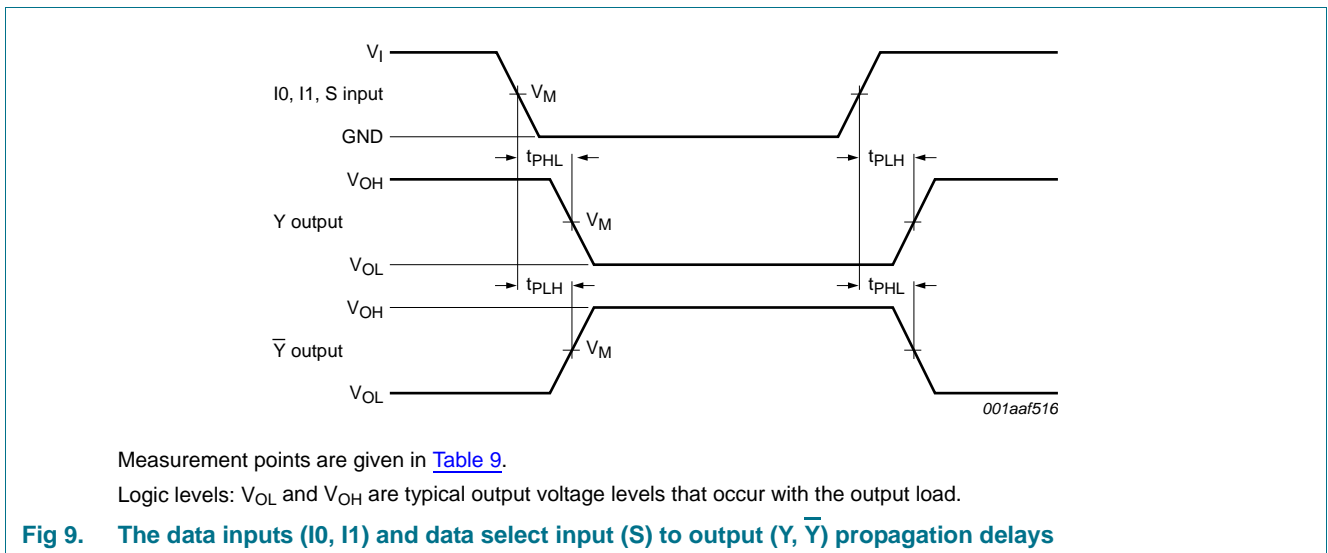 VI
I0, I1, S input
VM
GND
tPHL
tPLH
VOH
Y output
VM
VOL
tPLH
tPHL
VOH
Y̅ output
VM
VOL
001aaf516
Measurement points are given in Table 9.
Logic levels: VOL and VOH are typical output voltage levels that occur with the output load.
Fig 9. The data inputs (I0, I1) and data select input (S) to output (Y, Y̅) propagation delays